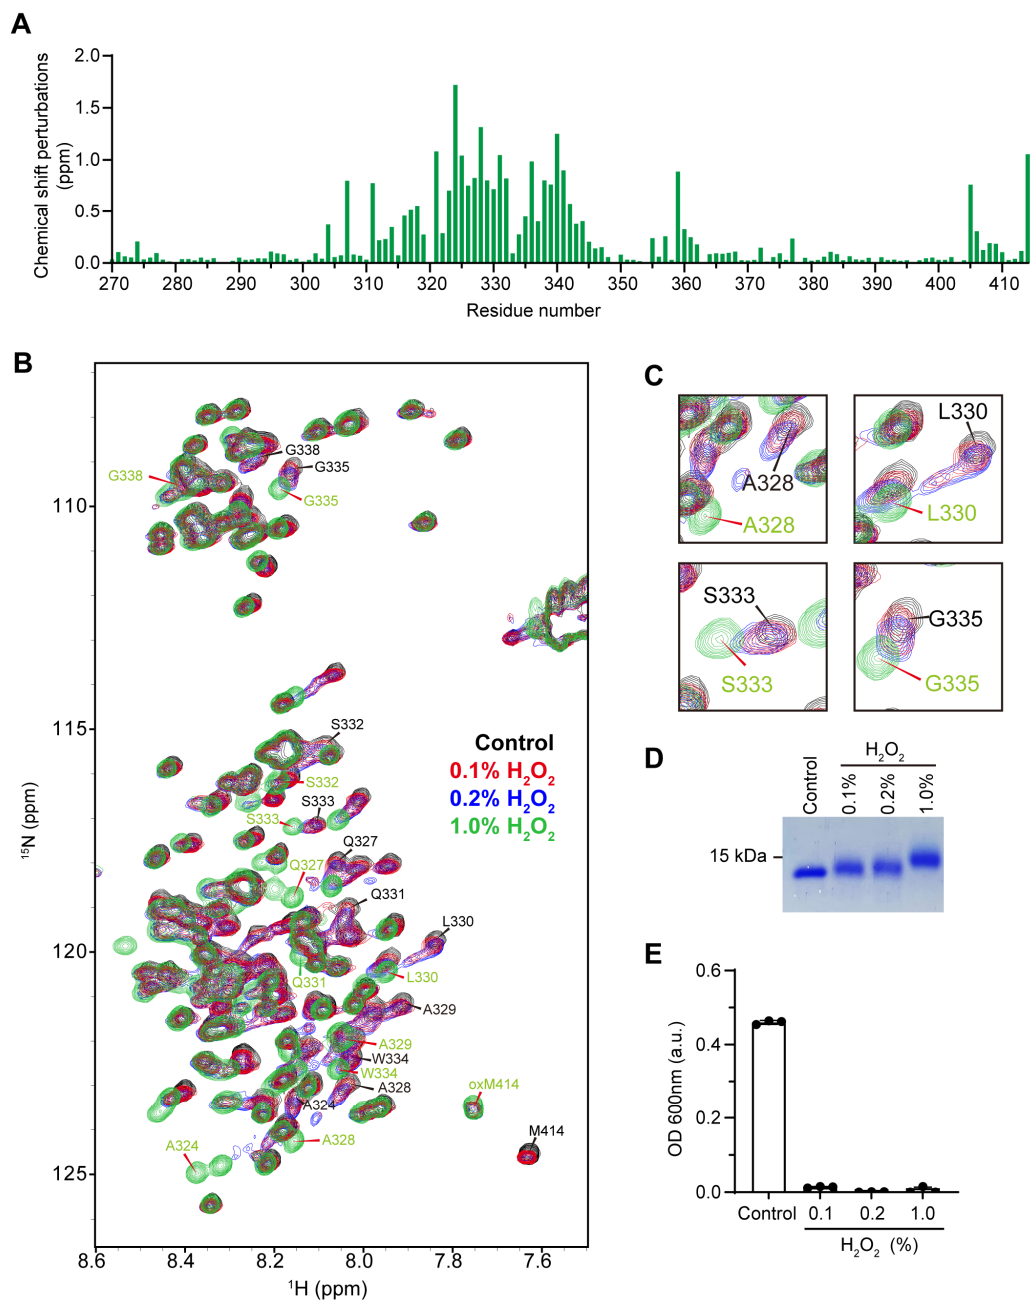 A
Chemical shift perturbations
(ppm)
2.0
1.5
1.0
0.5
0.0
270 280 290 300 310 320 330 340 350 360 370 380 390 400 410
Residue number
B
G338
G335
G338
G335
110
S332
115
S332
S333
S333
Q327
Q327
Q331
L330
120
Q331
L330
A329
A329
W334
W334
A328
oxM414
A324
M414
A324
A328
125
Control
0.1% H2O2
0.2% H2O2
1.0% H2O2
15N (ppm)
8.6 8.4 8.2 8.0 7.8 7.6
1H (ppm)
C
A328
A328
L330
L330
S333
S333
G335
G335
D
H2O2
Control 0.1% 0.2% 1.0%
15 kDa
E
OD 600nm (a.u.)
0.6
0.4
0.2
0.0
Control 0.1 0.2 1.0
H2O2 (%)